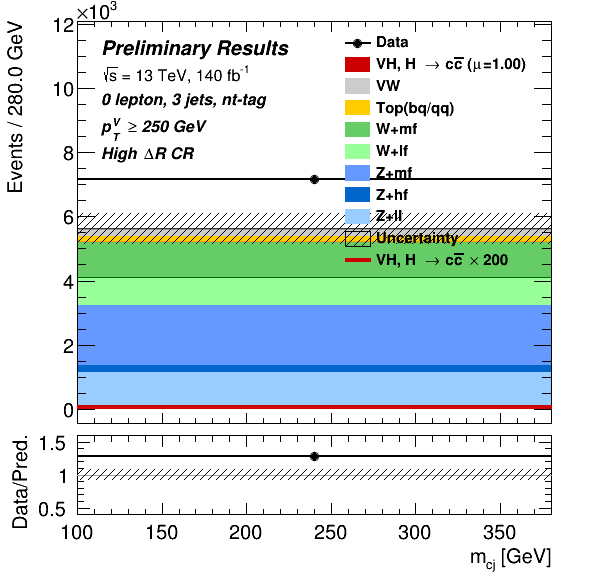 ×10³
Events / 280.0 GeV
12
10
8
6
4
2
0
Preliminary Results
√s = 13 TeV, 140 fb⁻¹
0 lepton, 3 jets, nt-tag
p_T^V ≥ 250 GeV
High ΔR CR
Data
VH, H → cc̅ (μ=1.00)
VW
Top(bq/qq)
W+mf
W+lf
Z+mf
Z+hf
Z+ll
Uncertainty
VH, H → cc̅ × 200
Data/Pred.
1.5
1
0.5
100 150 200 250 300 350
m_cj [GeV]